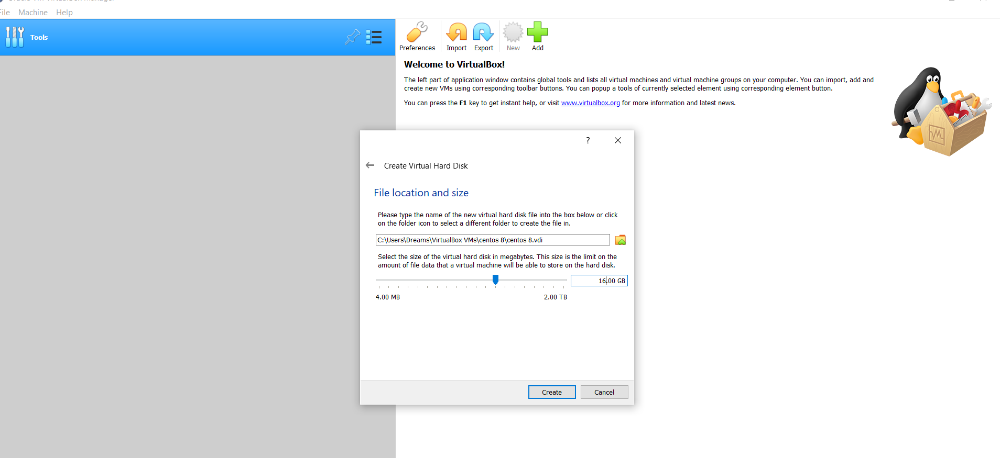 File Machine Help
Tools
Preferences Import Export New Add
Welcome to VirtualBox!
The left part of application window contains global tools and lists all virtual machines and virtual machine groups on your computer. You can import, add and
create new VMs using corresponding toolbar buttons. You can popup a tools of currently selected element using corresponding element button.
You can press the F1 key to get instant help, or visit www.virtualbox.org for more information and latest news.
?
Create Virtual Hard Disk
File location and size
Please type the name of the new virtual hard disk file into the box below or click
on the folder icon to select a different folder to create the file in.
C:\Users\Dreams\VirtualBox VMs\centos 8\centos 8.vdi
Select the size of the virtual hard disk in megabytes. This size is the limit on the
amount of file data that a virtual machine will be able to store on the hard disk.
16.00 GB
4.00 MB 2.00 TB
Create Cancel